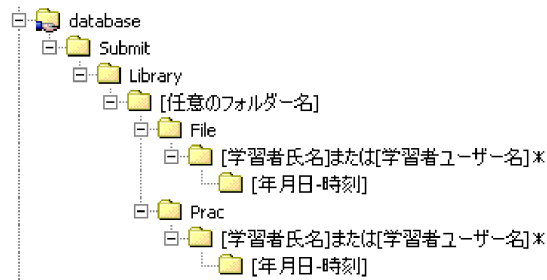 database
Submit
Library
[任意のフォルダー名]
File
[学習者氏名]または[学習者ユーザー名]*
[年月日-時刻]
Prac
[学習者氏名]または[学習者ユーザー名]*
[年月日-時刻]